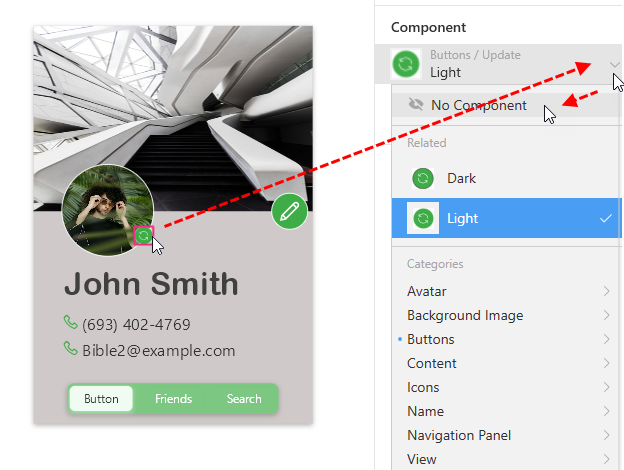 John Smith
(693) 402-4769
Bible2@example.com
Button Friends Search
Component
Buttons / Update
Light
No Component
Related
Dark
Light
Categories
Avatar
Background Image
Buttons
Content
Icons
Name
Navigation Panel
View